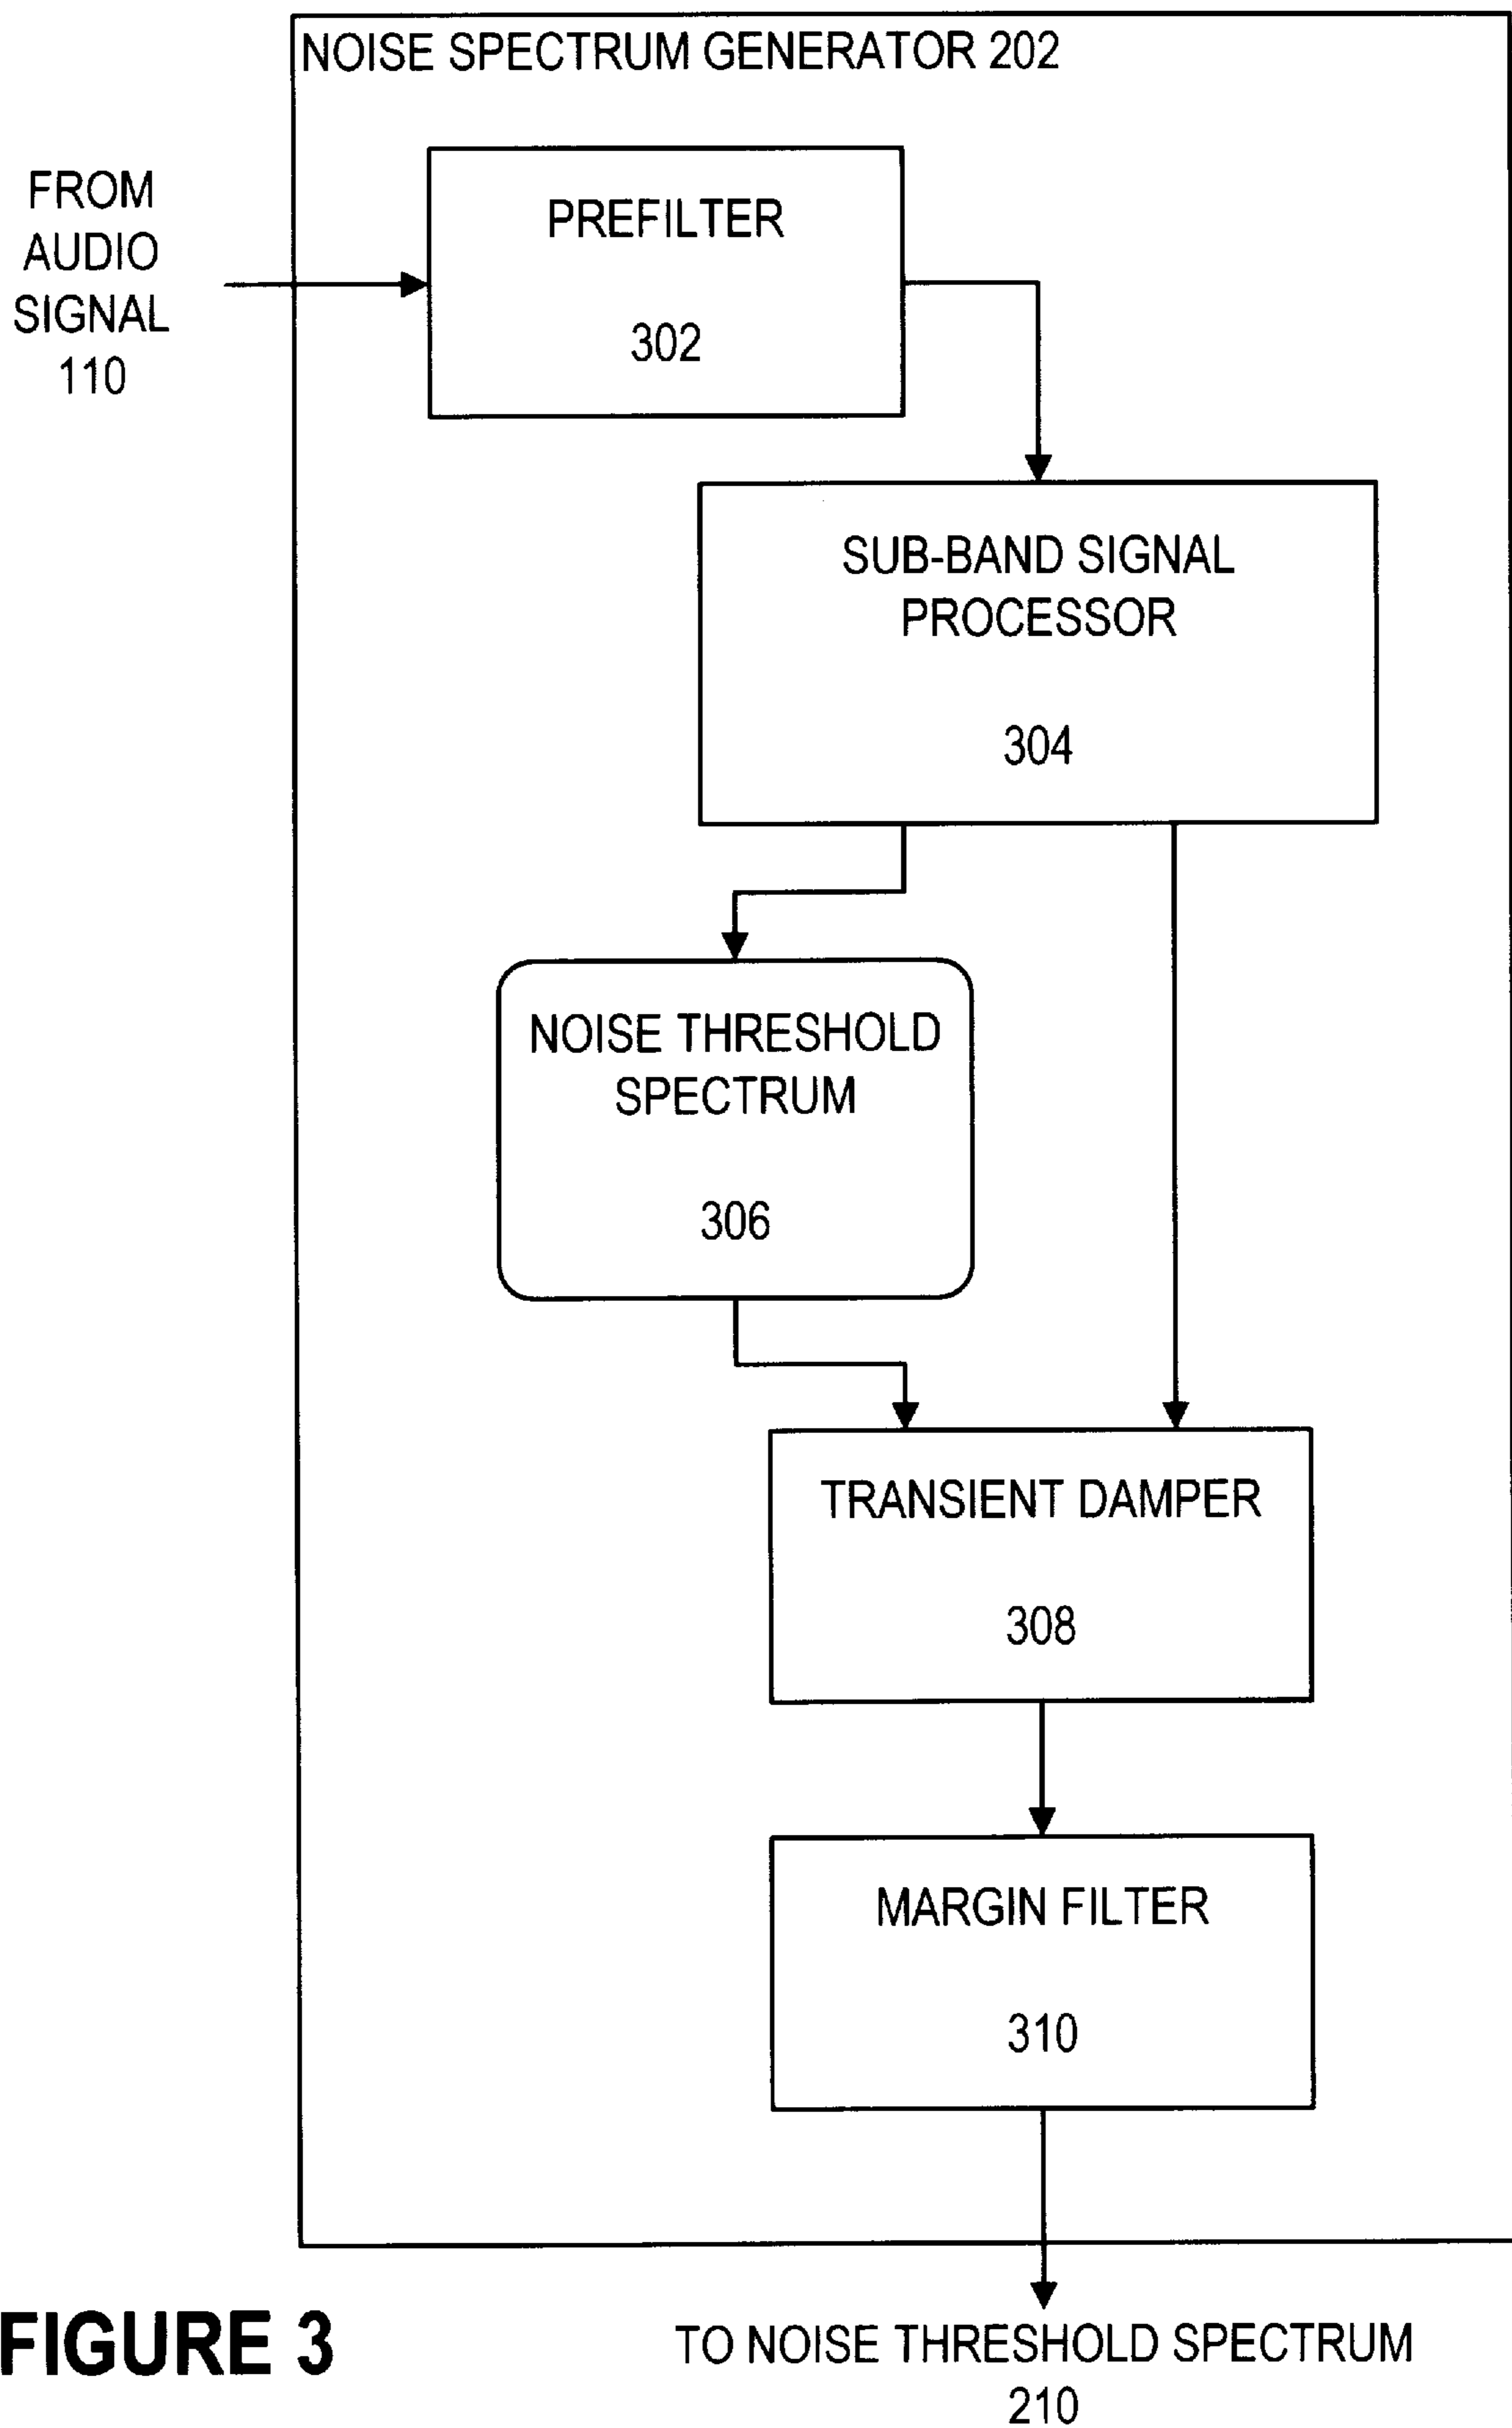 NOISE SPECTRUM GENERATOR 202
FROM
AUDIO
SIGNAL
110
PREFILTER
302
SUB-BAND SIGNAL
PROCESSOR
304
NOISE THRESHOLD
SPECTRUM
306
TRANSIENT DAMPER
308
MARGIN FILTER
310
FIGURE 3
TO NOISE THRESHOLD SPECTRUM
210